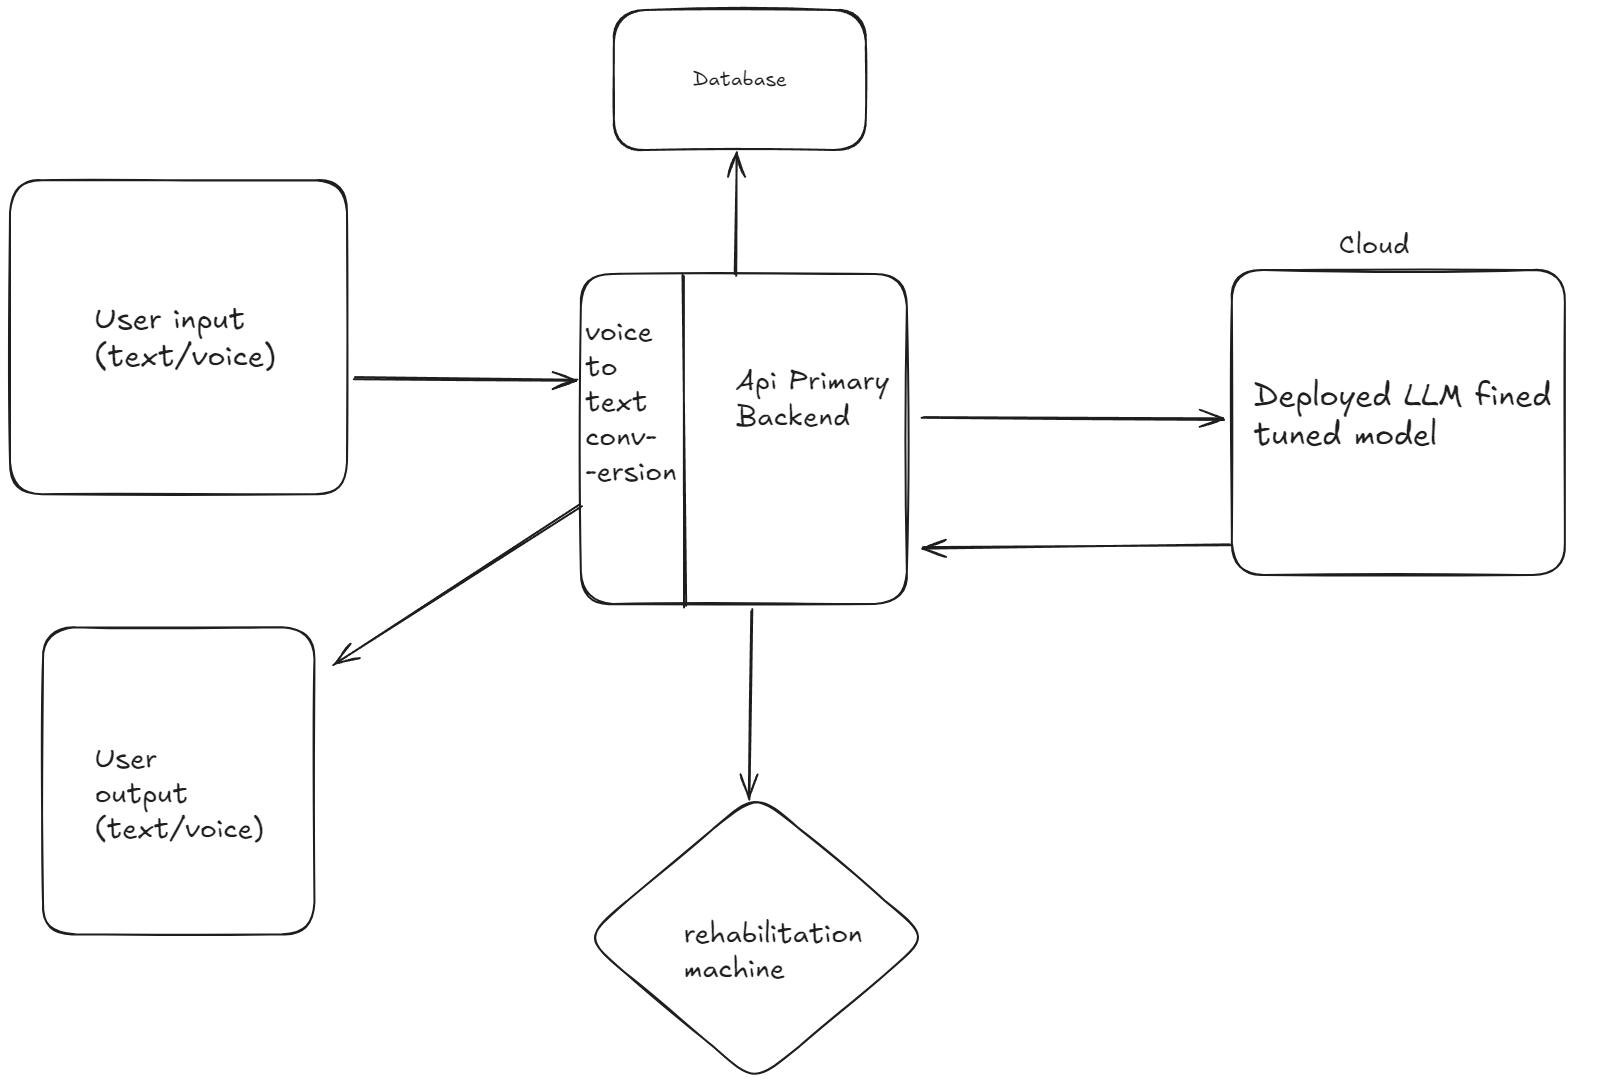 Database
Cloud
User input
(text/voice)
voice
to
text
conv-
-ersion
Api Primary
Backend
Deployed LLM fined
tuned model
User
output
(text/voice)
rehabilitation
machine